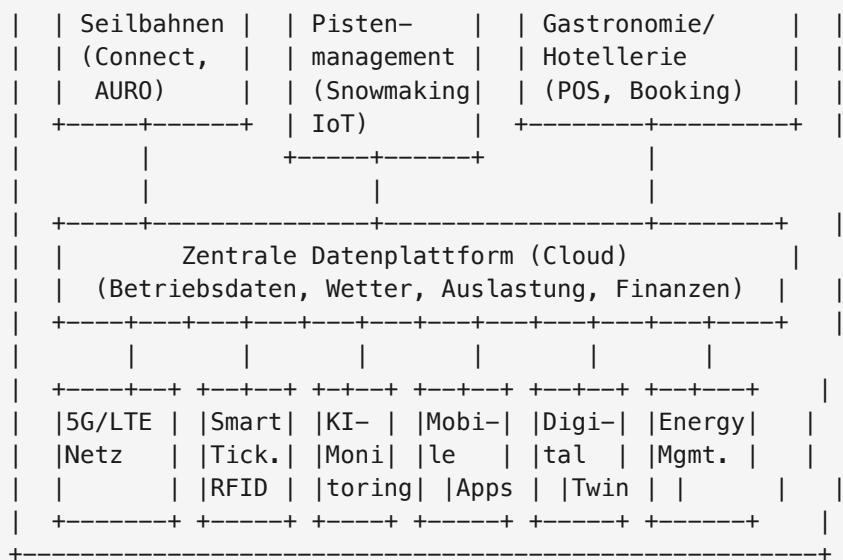 |  | Seilbahnen |  | Pisten-    |  | Gastronomie/     |  |
|  | (Connect,  |  | management |  | Hotellerie       |  |
|  |  AURO)     |  | (Snowmaking|  | (POS, Booking)   |  |
|  +-----+------+  | IoT)       |  +--------+---------+  |
|        |         +-----+------+           |
|        |               |                  |
|  +-----+---------------+------------------+--------+   |
|  |        Zentrale Datenplattform (Cloud)          |
|  |  (Betriebsdaten, Wetter, Auslastung, Finanzen)  |   |
|  +----+---+---+---+---+---+---+---+---+---+---+----+   |
|       |       |       |       |       |       |
|  +----+--+ +--+--+ +-+--+ +--+--+ +--+--+ +--+---+    |
|  |5G/LTE | |Smart| |KI- | |Mobi-| |Digi-| |Energy|   |
|  |Netz   | |Tick.| |Moni| |le   | |tal  | |Mgmt. |   |
|  |       | |RFID | |toring| |Apps | |Twin | |      |   |
|  +-------+ +-----+ +----+ +-----+ +-----+ +------+    |
+-------------------------------------------------------+